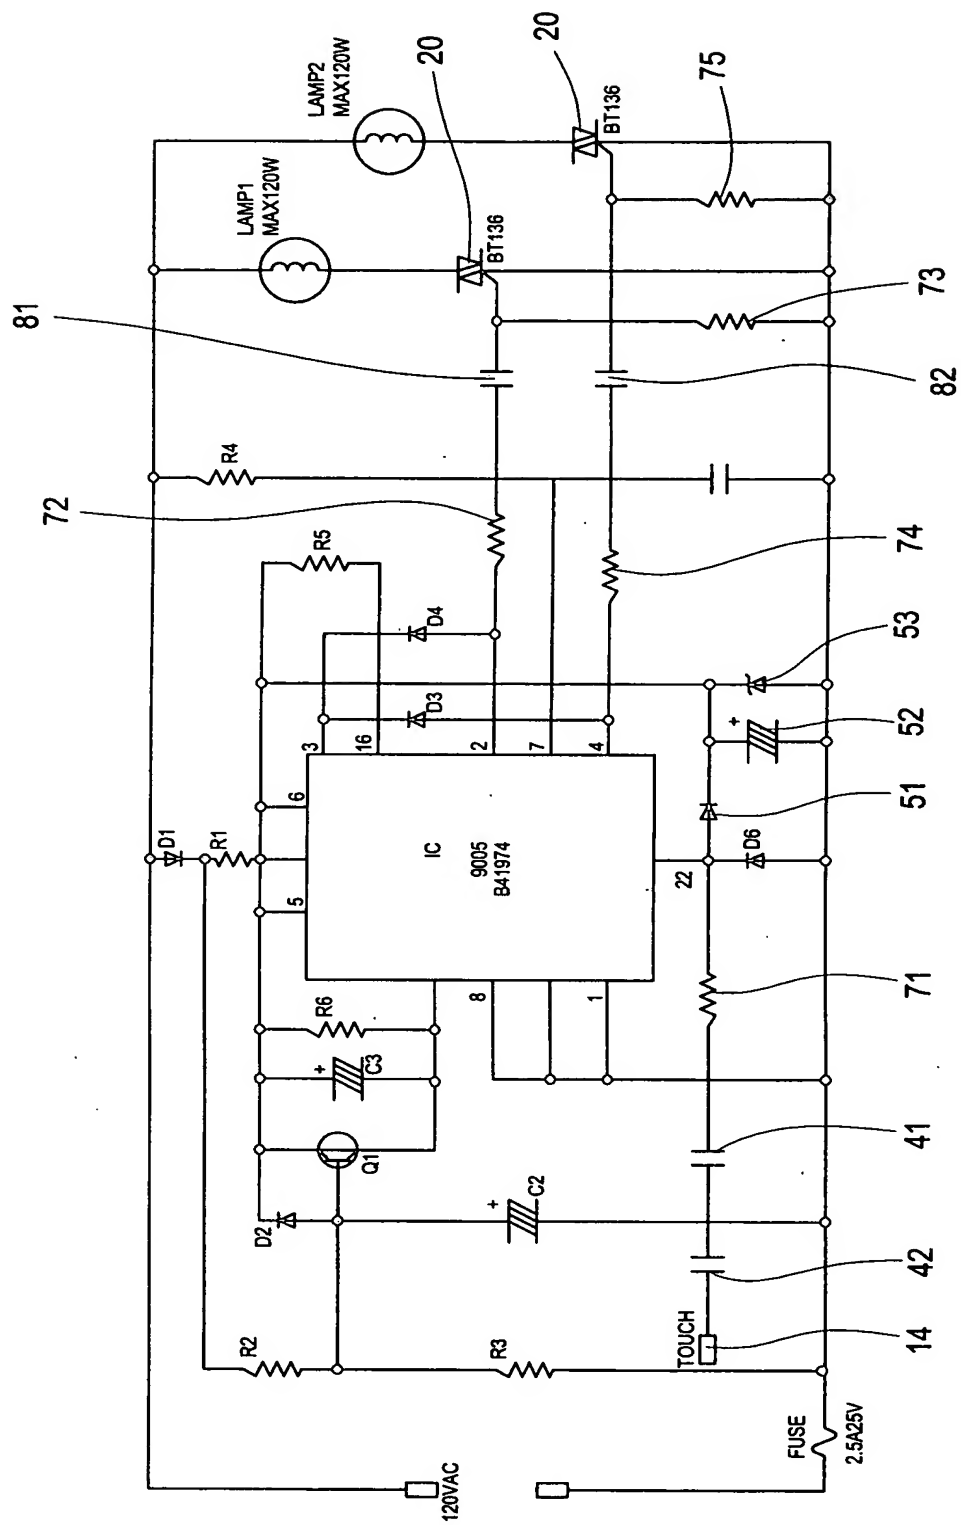 LAMP2
MAX120W
20
20
75
BT136
LAMP1
MAX120W
20
BT136
73
81
82
R4
72
R5
74
D4
D3
53
3
16
2
7
4
52
6
D1
R1
5
IC
9005
B41974
51
D6
22
8
1
71
R6
C3
+
+
41
Q1
D2
C2
+
42
R2
R3
TOUCH
14
FUSE
2.5A25V
120VAC